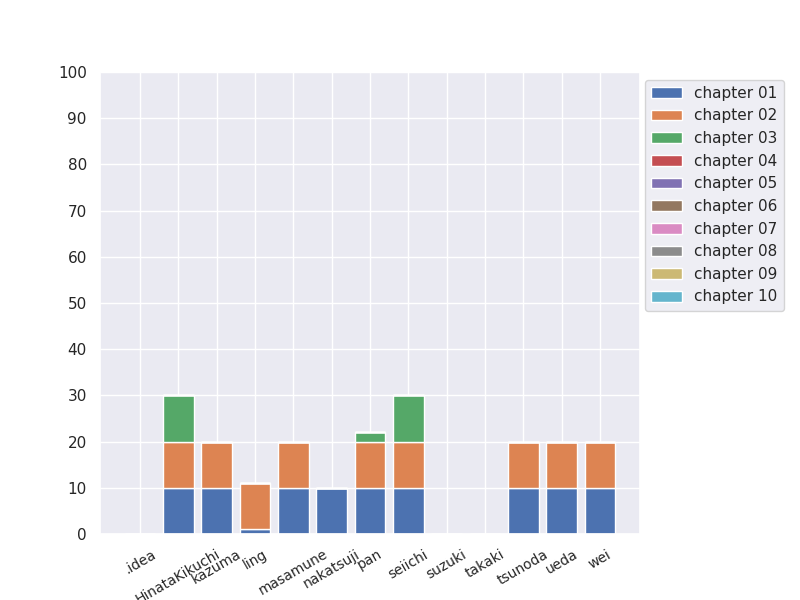 100
90
80
70
60
50
40
30
20
10
0
.idea
HinataKikuchi
kazuma
ling
masamune
nakatsuji
pan
seiichi
suzuki
takaki
tsunoda
ueda
wei
chapter 01
chapter 02
chapter 03
chapter 04
chapter 05
chapter 06
chapter 07
chapter 08
chapter 09
chapter 10